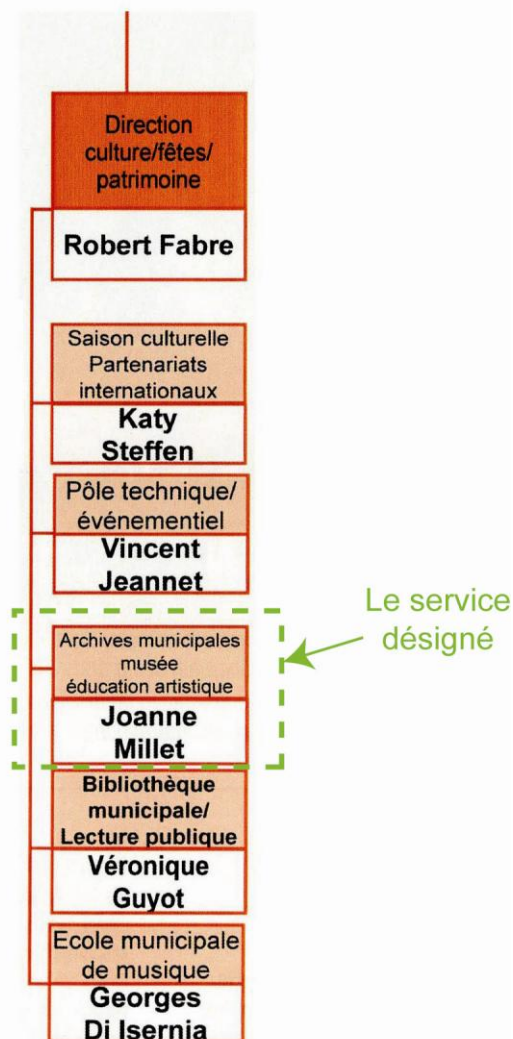 Direction
culture/fêtes/
patrimoine
Robert Fabre
Saison culturelle
Partenariats
internationaux
Katy
Steffen
Pôle technique/
événementiel
Vincent
Jeannet
Archives municipales
musée
éducation artistique
Joanne
Millet
Le service
désigné
Bibliothèque
municipale/
Lecture publique
Véronique
Guyot
Ecole municipale
de musique
Georges
Di Isernia